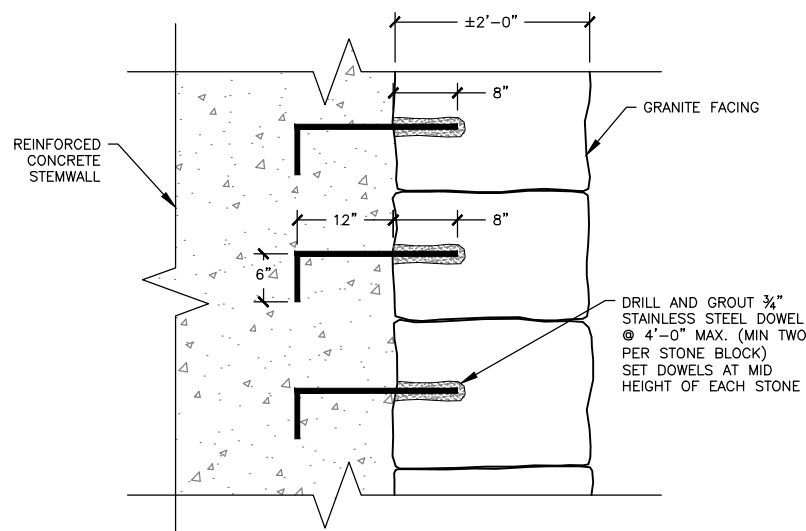 ±2'-0"
8"
GRANITE FACING
REINFORCED
CONCRETE
STEMWALL
12"
8"
6"
DRILL AND GROUT ¾"
STAINLESS STEEL DOWEL
@ 4'-0" MAX. (MIN TWO
PER STONE BLOCK)
SET DOWELS AT MID
HEIGHT OF EACH STONE